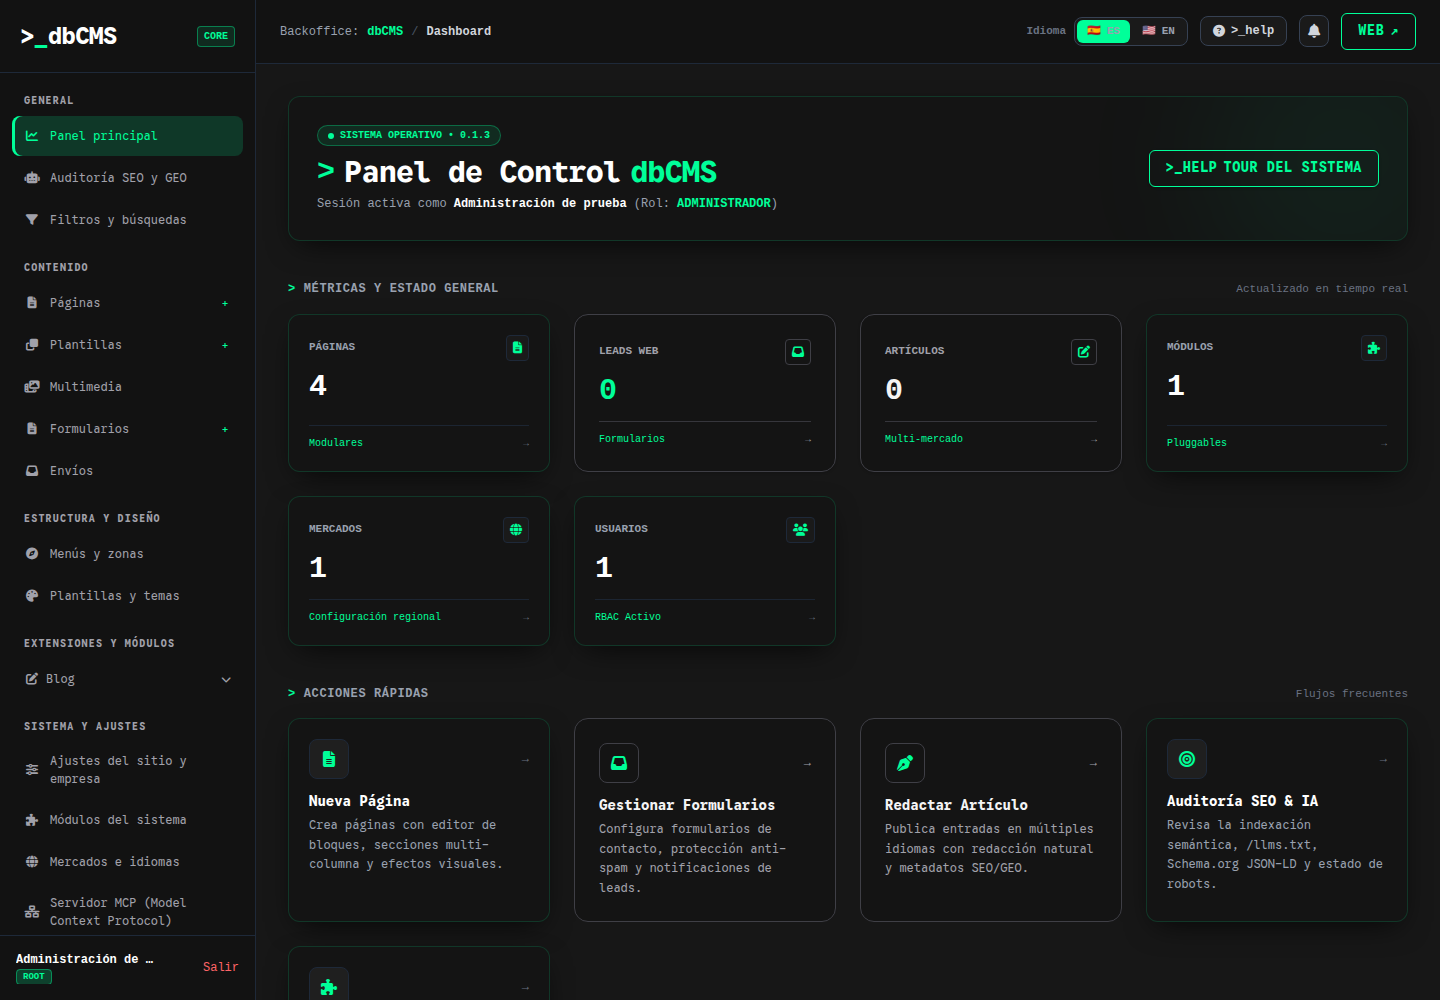 >_dbCMS
CORE
GENERAL
Panel principal
Auditoría SEO y GEO
Filtros y búsquedas
CONTENIDO
Páginas +
Plantillas +
Multimedia
Formularios +
Envíos
ESTRUCTURA Y DISEÑO
Menús y zonas
Plantillas y temas
EXTENSIONES Y MÓDULOS
Blog
SISTEMA Y AJUSTES
Ajustes del sitio y
empresa
Módulos del sistema
Mercados e idiomas
Servidor MCP (Model
Context Protocol)
Administración de …
ROOT
Salir
Backoffice: dbCMS / Dashboard
Idioma
EN
>_help
WEB ↗
SISTEMA OPERATIVO • 0.1.3
> Panel de Control dbCMS
Sesión activa como Administración de prueba (Rol: ADMINISTRADOR)
>_HELP TOUR DEL SISTEMA
> MÉTRICAS Y ESTADO GENERAL
Actualizado en tiempo real
PÁGINAS
4
Modulares →
LEADS WEB
0
Formularios →
ARTÍCULOS
0
Multi-mercado →
MÓDULOS
1
Pluggables →
MERCADOS
1
Configuración regional →
USUARIOS
1
RBAC Activo →
> ACCIONES RÁPIDAS
Flujos frecuentes
→
Nueva Página
Crea páginas con editor de
bloques, secciones multi-
columna y efectos visuales.
→
Gestionar Formularios
Configura formularios de
contacto, protección anti-
spam y notificaciones de
leads.
→
Redactar Artículo
Publica entradas en múltiples
idiomas con redacción natural
y metadatos SEO/GEO.
→
Auditoría SEO & IA
Revisa la indexación
semántica, /llms.txt,
Schema.org JSON-LD y estado de
robots.
→